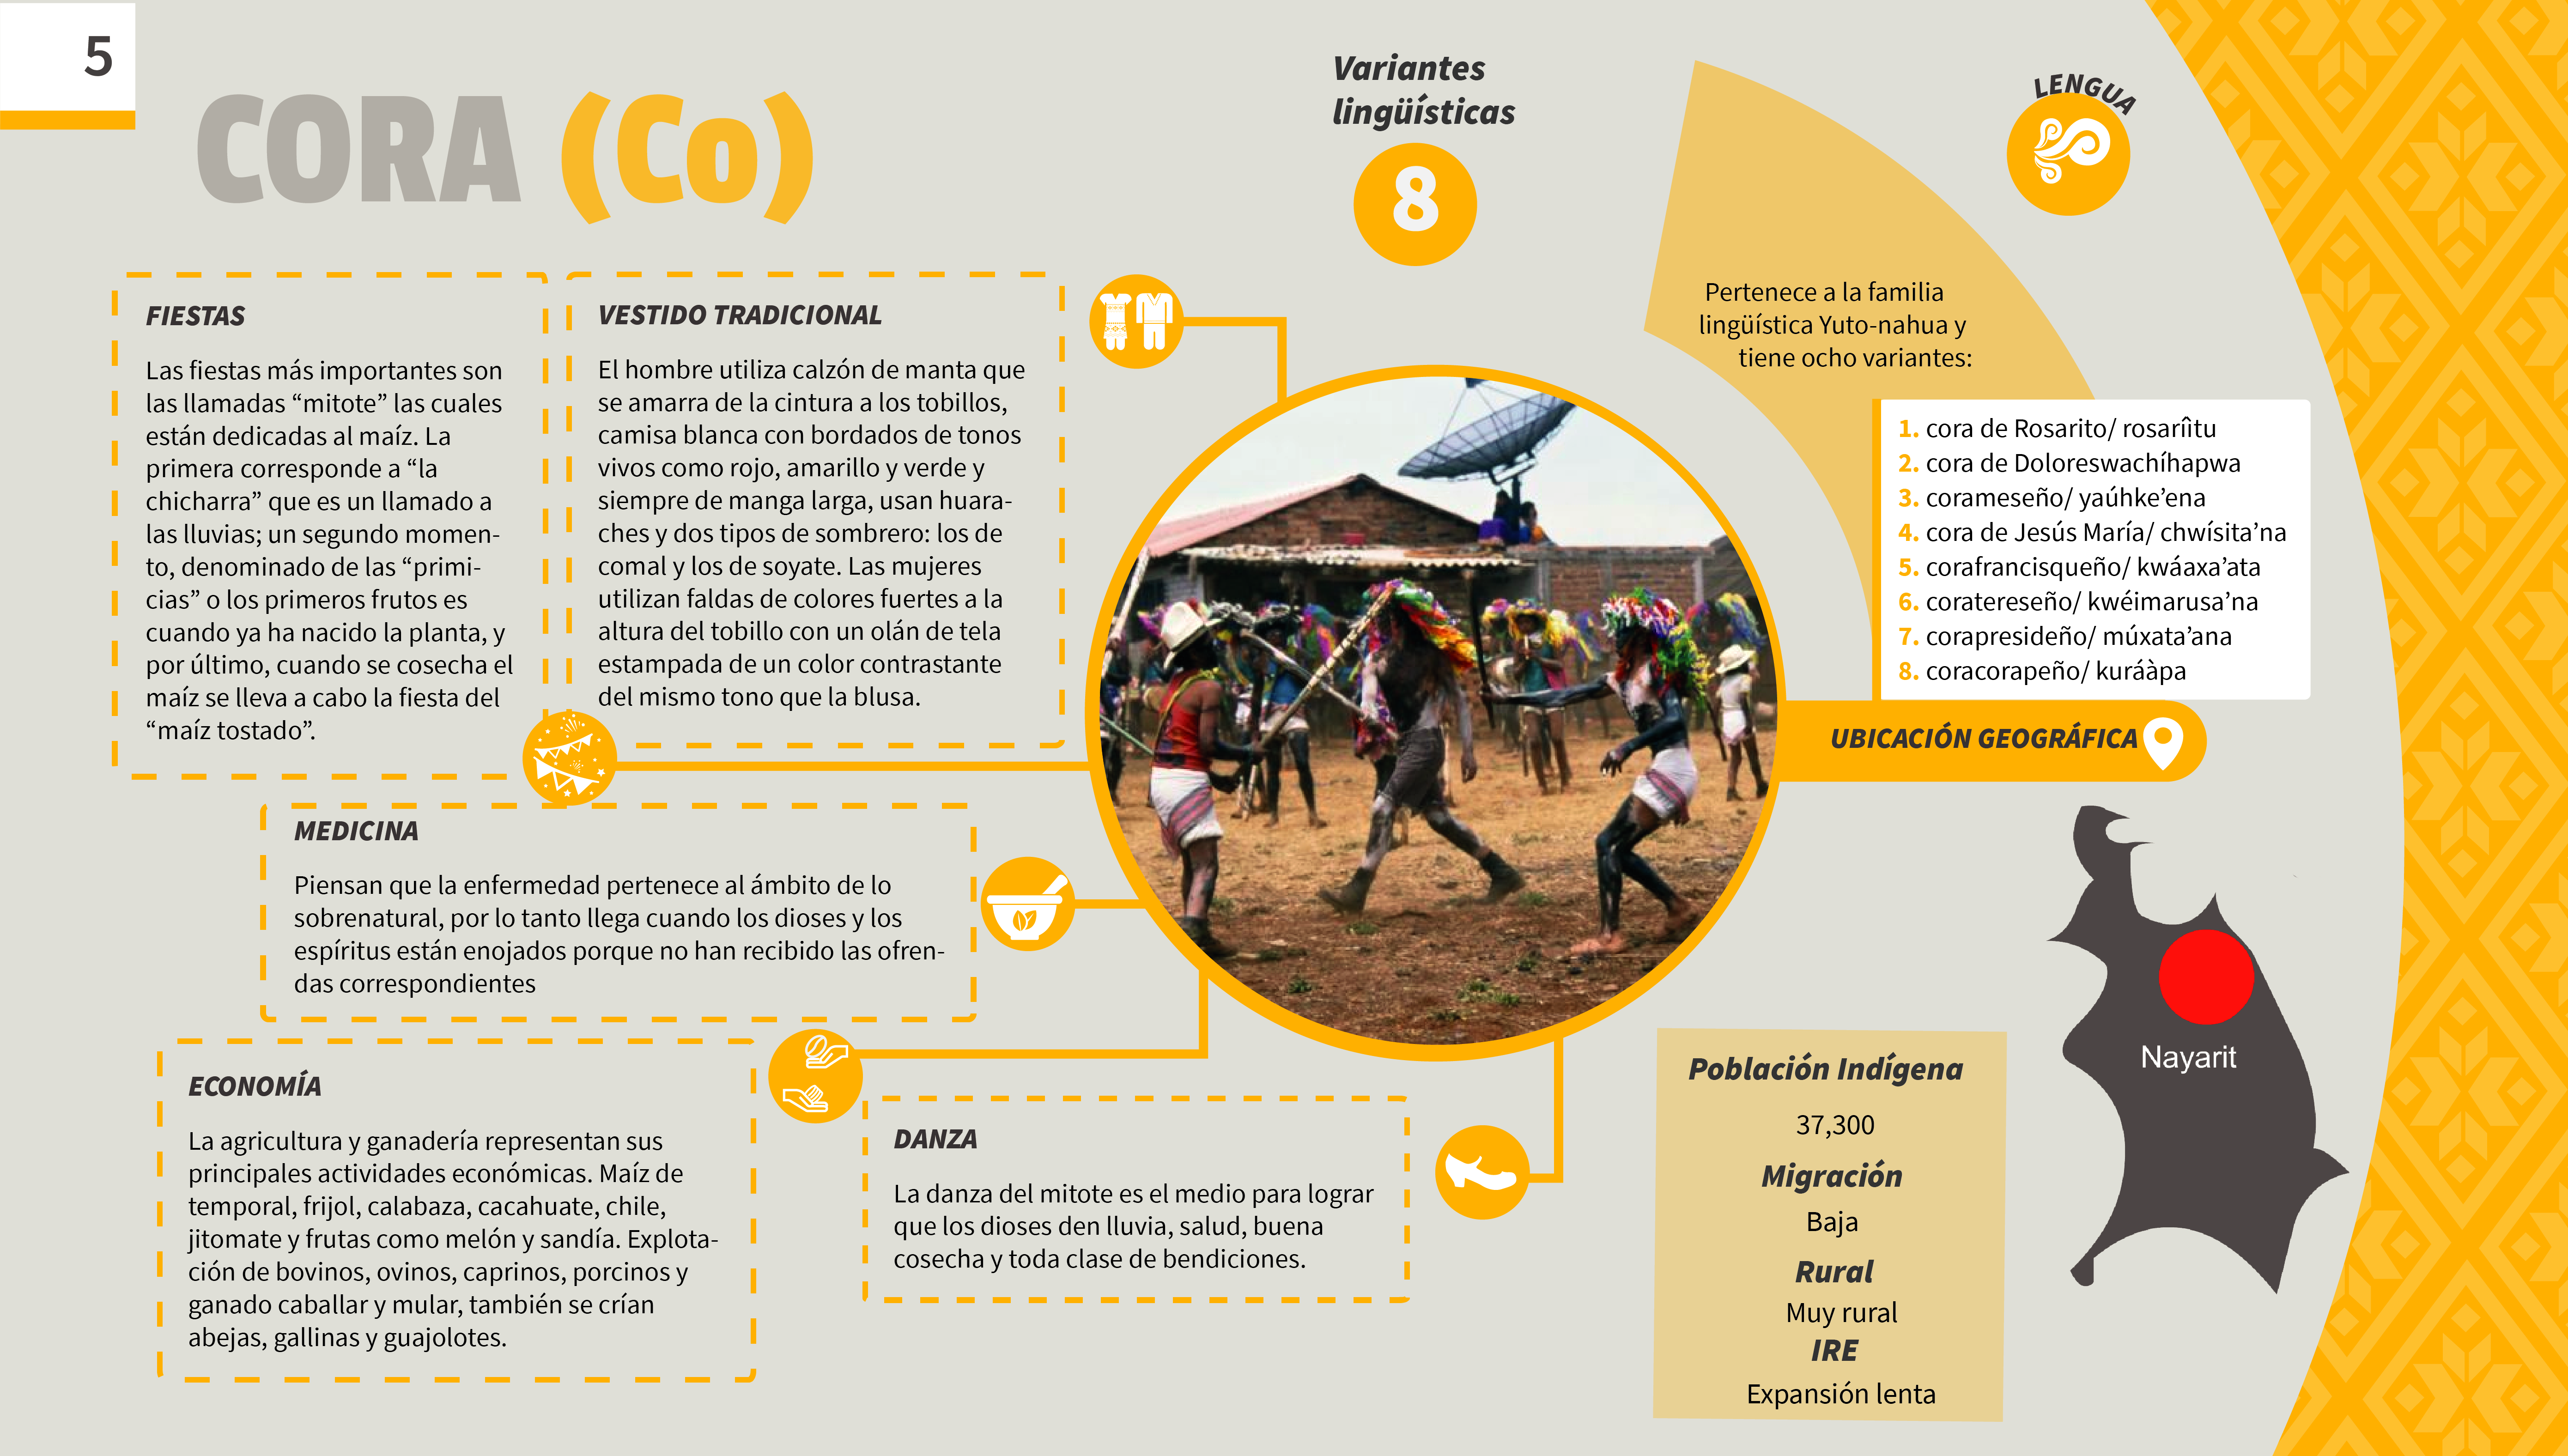 5
CORA (Co)
Variantes
lingüísticas
8
LENGUA
FIESTAS
Las fiestas más importantes son
las llamadas “mitote” las cuales
están dedicadas al maíz. La
primera corresponde a “la
chicharra” que es un llamado a
las lluvias; un segundo momen-
to, denominado de las “primi-
cias” o los primeros frutos es
cuando ya ha nacido la planta, y
por último, cuando se cosecha el
maíz se lleva a cabo la fiesta del
“maíz tostado”.
VESTIDO TRADICIONAL
El hombre utiliza calzón de manta que
se amarra de la cintura a los tobillos,
camisa blanca con bordados de tonos
vivos como rojo, amarillo y verde y
siempre de manga larga, usan huara-
ches y dos tipos de sombrero: los de
comal y los de soyate. Las mujeres
utilizan faldas de colores fuertes a la
altura del tobillo con un olán de tela
estampada de un color contrastante
del mismo tono que la blusa.
Pertenece a la familia
lingüística Yuto-nahua y
tiene ocho variantes:
1. cora de Rosarito/ rosarîitu
2. cora de Doloreswachíhapwa
3. corameseño/ yaúhke’ena
4. cora de Jesús María/ chwísita’na
5. corafrancisqueño/ kwáaxa’ata
6. coratereseño/ kwéimarusa’na
7. corapresideño/ múxata’ana
8. coracorapeño/ kuráàpa
UBICACIÓN GEOGRÁFICA
Nayarit
MEDICINA
Piensan que la enfermedad pertenece al ámbito de lo
sobrenatural, por lo tanto llega cuando los dioses y los
espíritus están enojados porque no han recibido las ofren-
das correspondientes
ECONOMÍA
La agricultura y ganadería representan sus
principales actividades económicas. Maíz de
temporal, frijol, calabaza, cacahuate, chile,
jitomate y frutas como melón y sandía. Explota-
ción de bovinos, ovinos, caprinos, porcinos y
ganado caballar y mular, también se crían
abejas, gallinas y guajolotes.
DANZA
La danza del mitote es el medio para lograr
que los dioses den lluvia, salud, buena
cosecha y toda clase de bendiciones.
Población Indígena
37,300
Migración
Baja
Rural
Muy rural
IRE
Expansión lenta